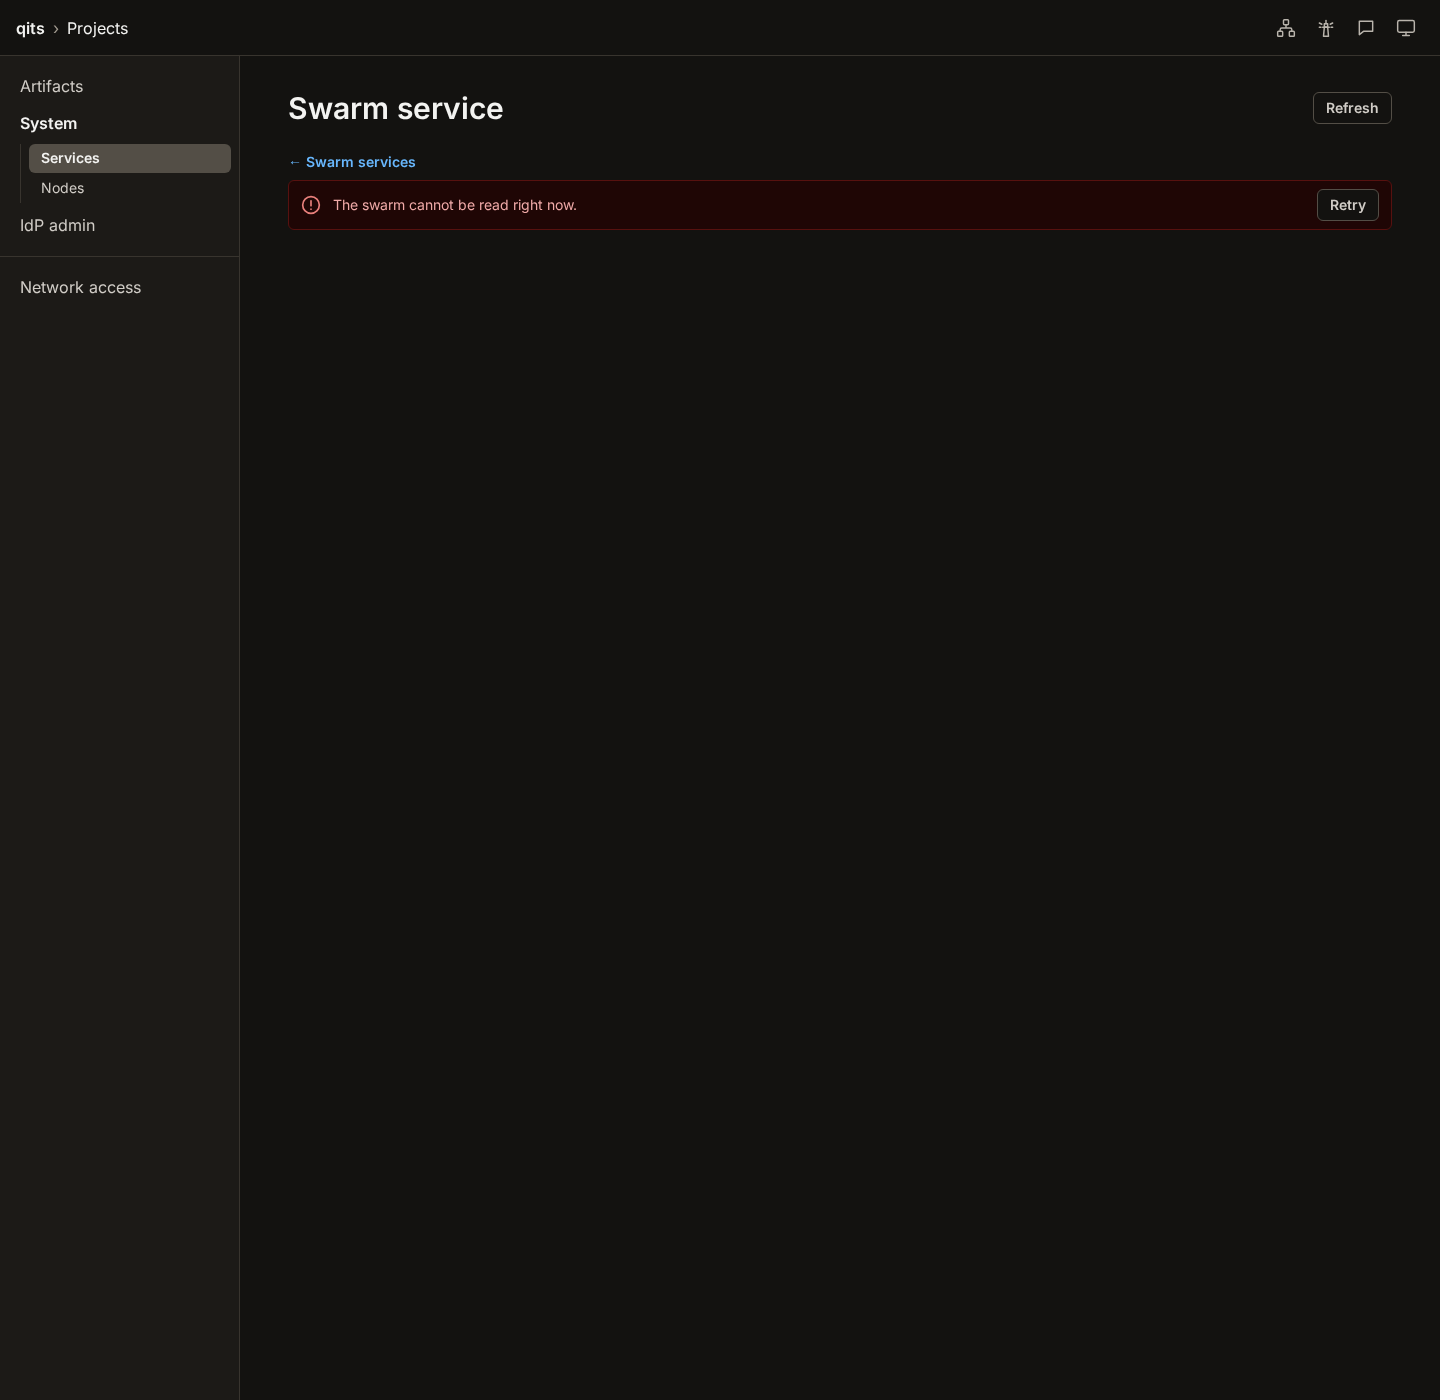 qits › Projects
Artifacts
System
Services
Nodes
IdP admin
Network access
Swarm service
Refresh
← Swarm services
The swarm cannot be read right now.
Retry